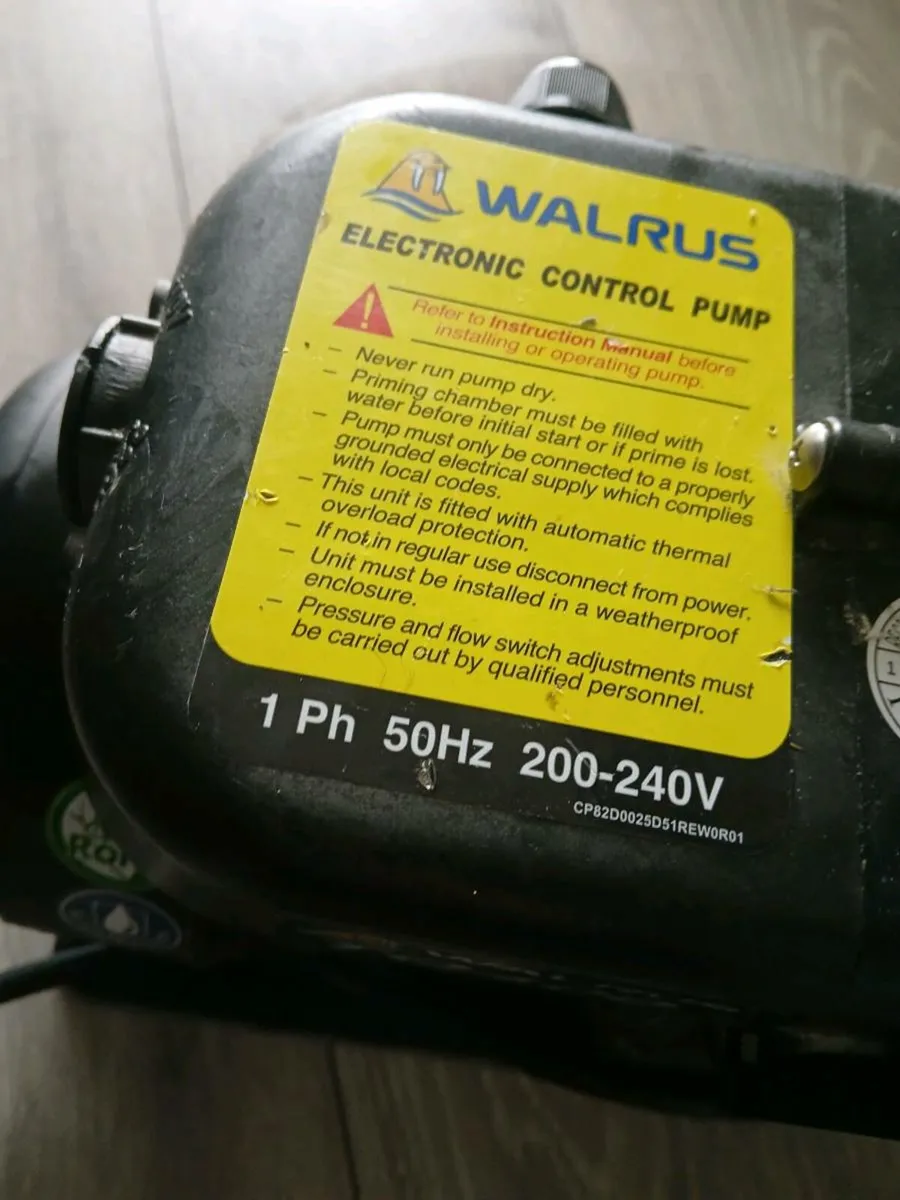 WALRUS
ELECTRONIC CONTROL PUMP
Refer to Instruction Manual before
installing or operating pump.
- Never run pump dry.
- Priming chamber must be filled with
water before initial start or if prime is lost.
- Pump must only be connected to a properly
grounded electrical supply which complies
with local codes.
- This unit is fitted with automatic thermal
overload protection.
- If not in regular use disconnect from power.
- Unit must be installed in a weatherproof
enclosure.
- Pressure and flow switch adjustments must
be carried out by qualified personnel.
1 Ph 50Hz 200-240V
CP82D0025D51REW0R01
1